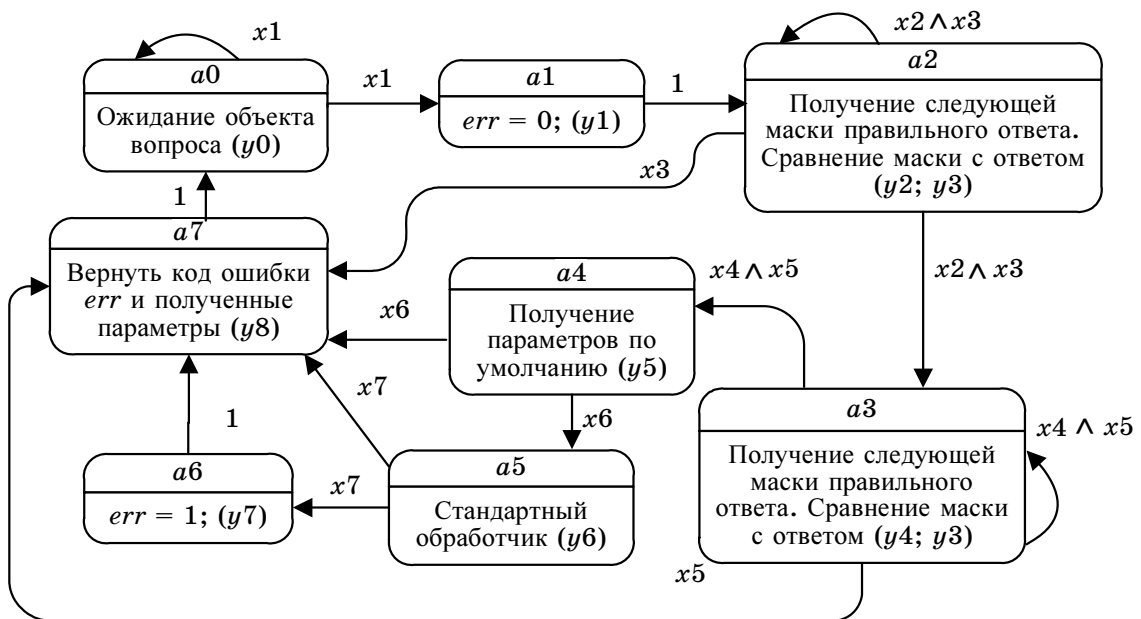 x1
x2 ∧ x3
a0
Ожидание объекта
вопроса (y0)
x1
a1
err = 0; (y1)
1
a2
Получение следующей
маски правильного ответа.
Сравнение маски с ответом
(y2; y3)
x3
1
a7
Вернуть код ошибки
err и полученные
параметры (y8)
x2 ∧ x3
x4 ∧ x5
a4
Получение
параметров по
умолчанию (y5)
x6
x7
x6
1
a3
Получение следующей
маски правильного
ответа. Сравнение маски
с ответом (y4; y3)
x4 ∧ x5
a6
err = 1; (y7)
x7
a5
Стандартный
обработчик (y6)
x5